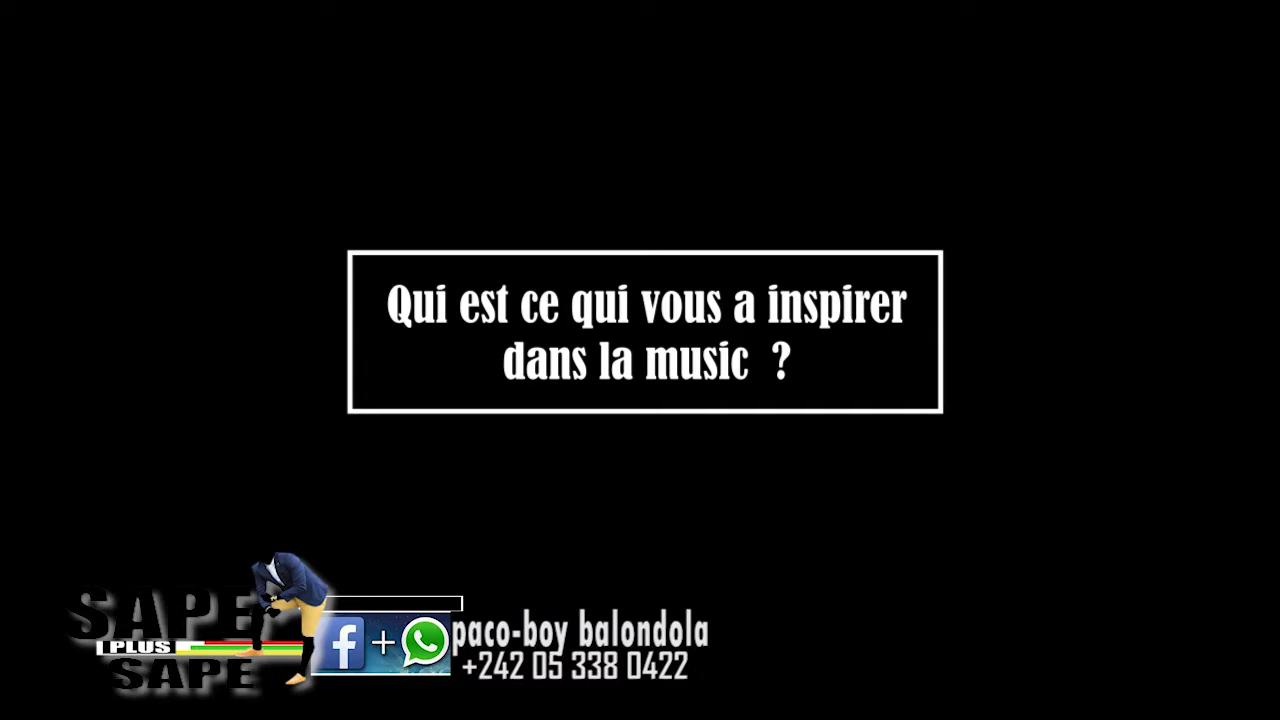 Qui est ce qui vous a inspirer
dans la music ?
SAPE
PLUS
SAPE
f + 
paco-boy balondola
+242 05 338 0422